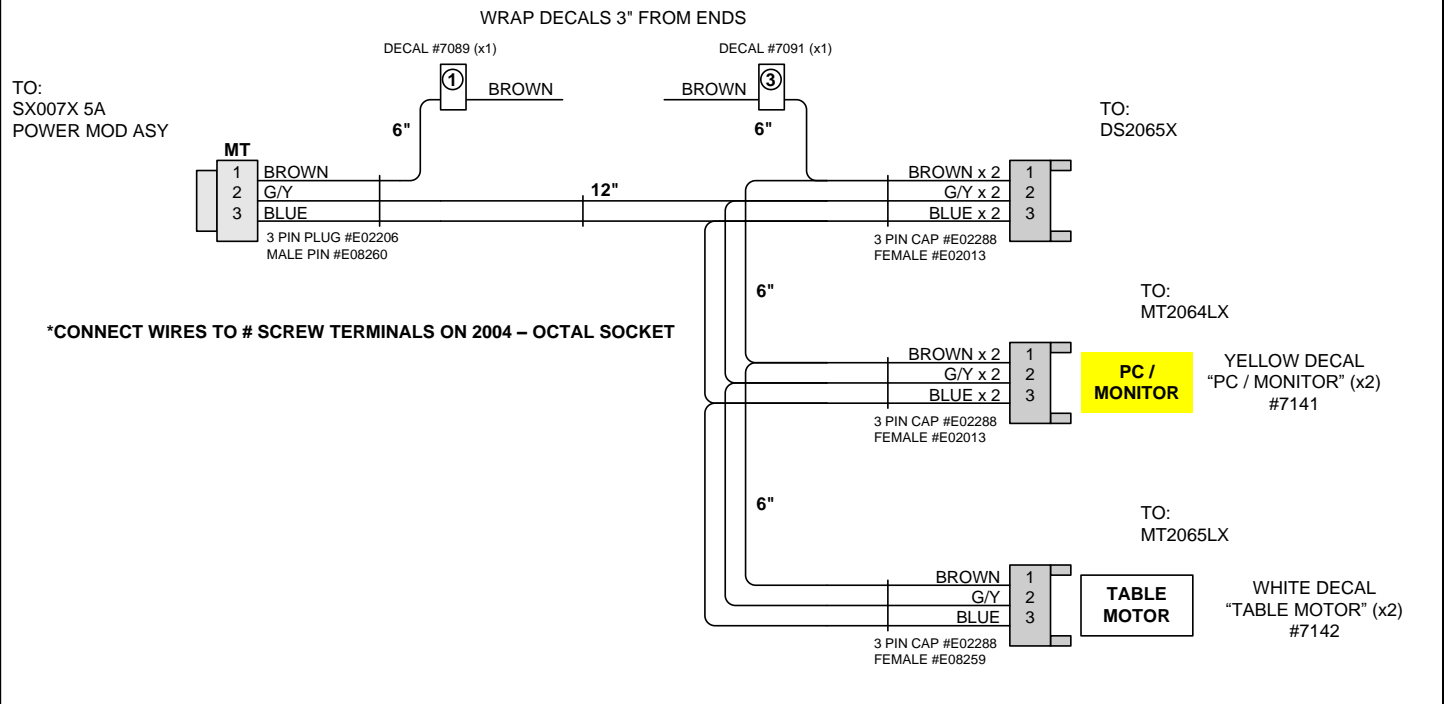 WRAP DECALS 3" FROM ENDS
DECAL #7089 (x1)
DECAL #7091 (x1)
1
BROWN
BROWN
3
TO:
SX007X 5A
POWER MOD ASY
6"
6"
TO:
DS2065X
MT
1 BROWN
2 G/Y
3 BLUE
12"
BROWN x 2 1
G/Y x 2 2
BLUE x 2 3
3 PIN PLUG #E02206
MALE PIN #E08260
3 PIN CAP #E02288
FEMALE #E02013
6"
TO:
MT2064LX
*CONNECT WIRES TO # SCREW TERMINALS ON 2004 – OCTAL SOCKET
BROWN x 2 1
G/Y x 2 2
BLUE x 2 3
PC /
MONITOR
YELLOW DECAL
“PC / MONITOR” (x2)
#7141
3 PIN CAP #E02288
FEMALE #E02013
6"
TO:
MT2065LX
BROWN 1
G/Y 2
BLUE 3
TABLE
MOTOR
WHITE DECAL
“TABLE MOTOR” (x2)
#7142
3 PIN CAP #E02288
FEMALE #E08259